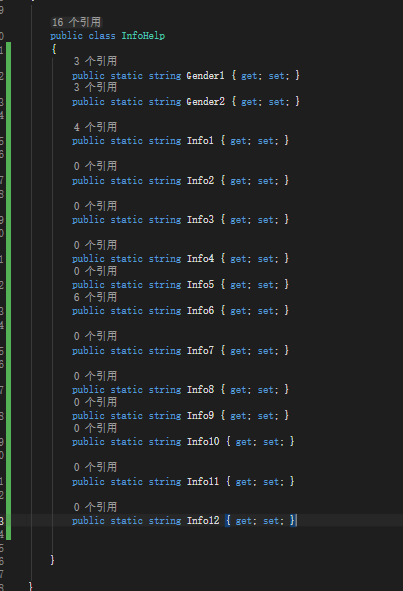 16 个引用
public class InfoHelp
{
3 个引用
public static string Gender1 { get; set; }
3 个引用
public static string Gender2 { get; set; }
4 个引用
public static string Info1 { get; set; }
0 个引用
public static string Info2 { get; set; }
0 个引用
public static string Info3 { get; set; }
0 个引用
public static string Info4 { get; set; }
0 个引用
public static string Info5 { get; set; }
6 个引用
public static string Info6 { get; set; }
0 个引用
public static string Info7 { get; set; }
0 个引用
public static string Info8 { get; set; }
0 个引用
public static string Info9 { get; set; }
0 个引用
public static string Info10 { get; set; }
0 个引用
public static string Info11 { get; set; }
0 个引用
public static string Info12 { get; set; }
}
}